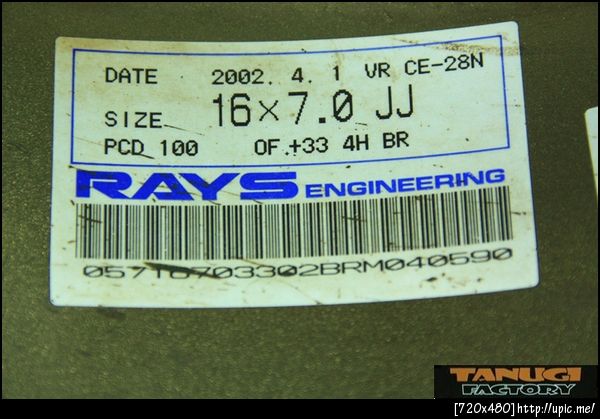 DATE 2002. 4. 1 VR CE-28N
SIZE 16×7.0 JJ
PCD 100 OF.+33 4H BR
RAYS ENGINEERING
05716703302BRM040590
TANUGI
FACTORY
[720x480]http://upic.me/